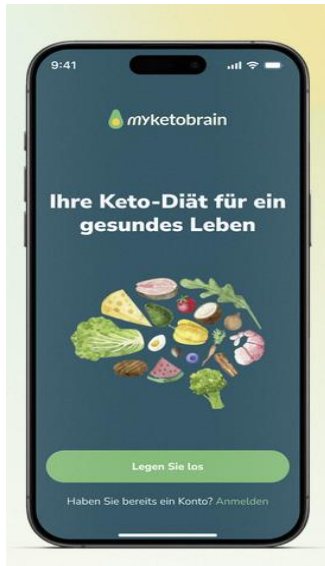 9:41
myketobrain
Ihre Keto-Diät für ein
gesundes Leben
Legen Sie los
Haben Sie bereits ein Konto? Anmelden